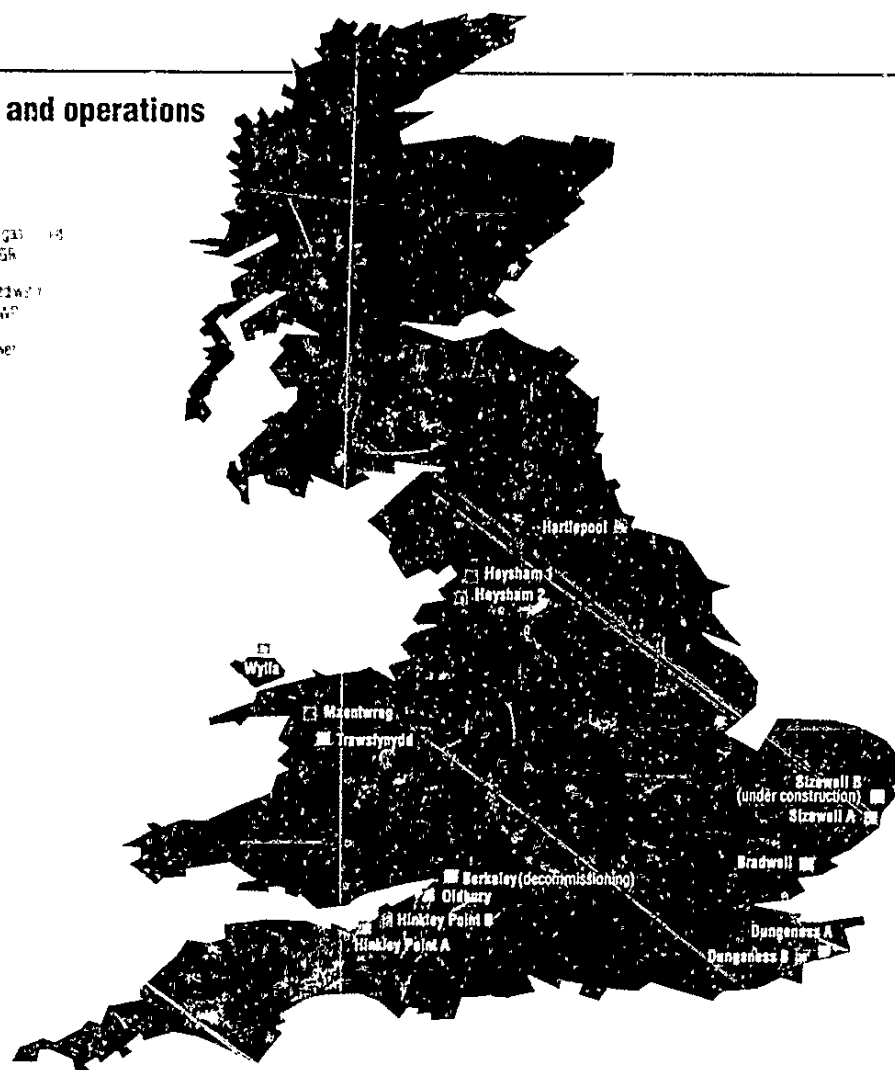 and operations
Hartlepool
Heysham 1
Heysham 2
Wylfa
Maentwrog
Trawsfynydd
Sizewell B
(under construction)
Sizewell A
Bradwell
Berkeley (decommissioning)
Oldbury
Hinkley Point B
Hinkley Point A
Dungeness A
Dungeness B